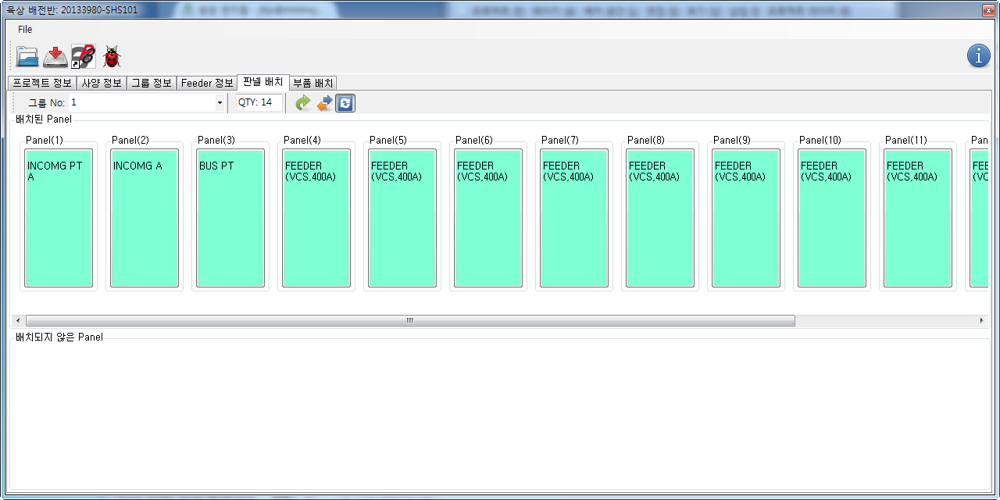 육상 배전반: 20133980-SHS101
File
프로젝트 정보 사양 정보 그룹 정보 Feeder 정보 판넬 배치 부품 배치
그룹 No: 1 QTY: 14
배치된 Panel
Panel(1) Panel(2) Panel(3) Panel(4) Panel(5) Panel(6) Panel(7) Panel(8) Panel(9) Panel(10) Panel(11) Pan
INCOMG PT INCOMG A BUS PT FEEDER FEEDER FEEDER FEEDER FEEDER FEEDER FEEDER FEEDER FEE
A (VCS,400A) (VCS,400A) (VCS,400A) (VCS,400A) (VCS,400A) (VCS,400A) (VCS,400A) (VCS,400A) (VC
배치되지 않은 Panel